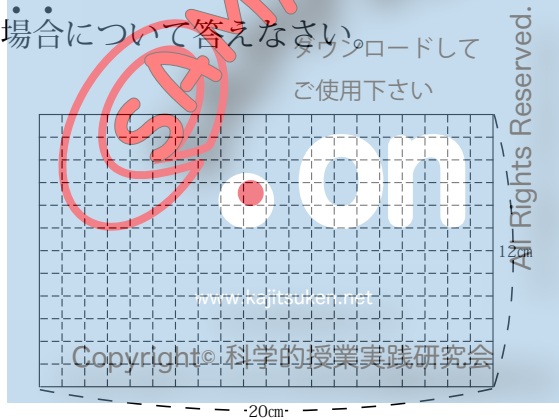 場合について答えなさい。
ダウンロードして
ご使用下さい
SAM
.on
www.kajitsuken.net
Copyright© 科学的授業実践研究会
All Rights Reserved.
12cm
20cm